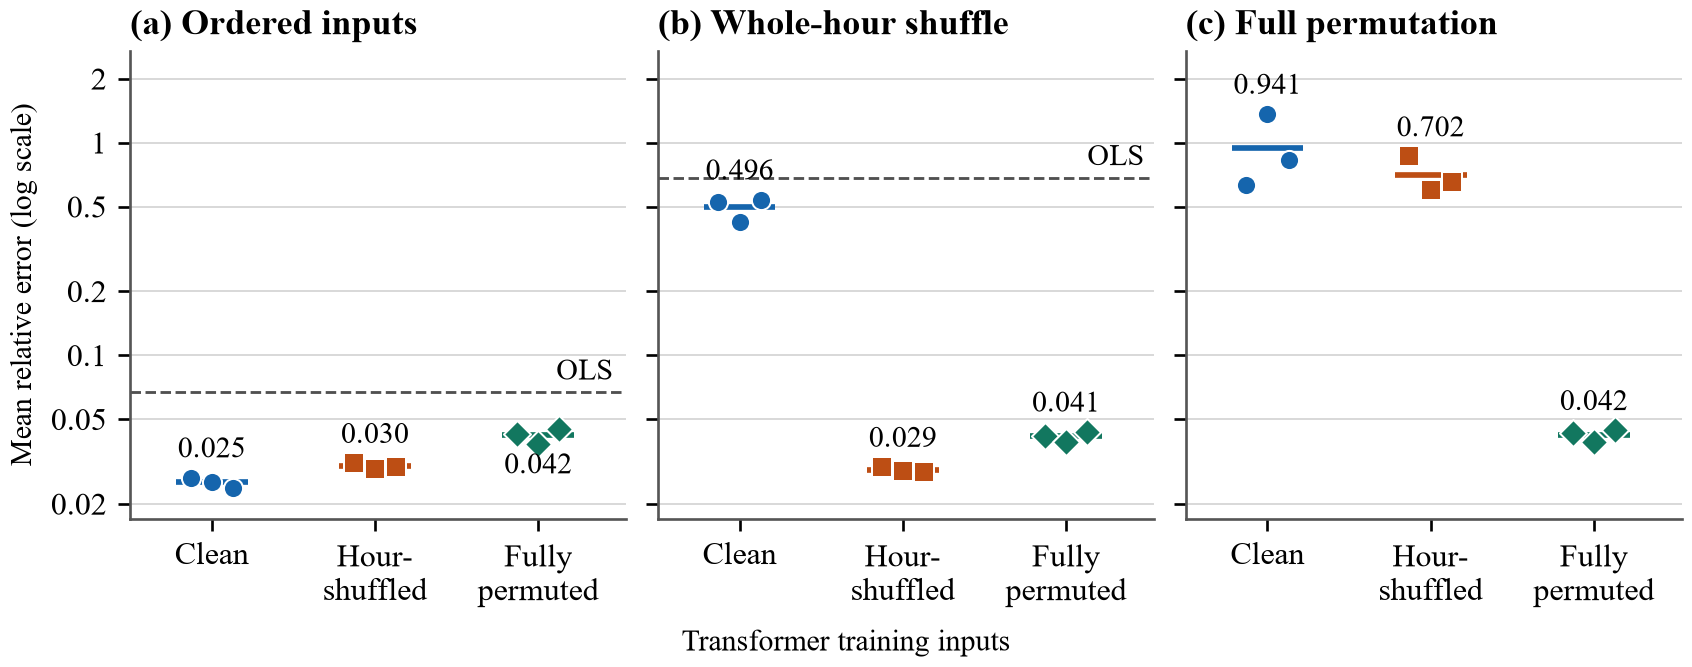 (a) Ordered inputs
(b) Whole-hour shuffle
(c) Full permutation
Mean relative error (log scale)
2
1
0.5
0.2
0.1
0.05
0.02
OLS
0.025
0.030
0.042
Clean
Hour-
shuffled
Fully
permuted
0.496
OLS
0.029
0.041
Clean
Hour-
shuffled
Fully
permuted
0.941
0.702
0.042
Clean
Hour-
shuffled
Fully
permuted
Transformer training inputs